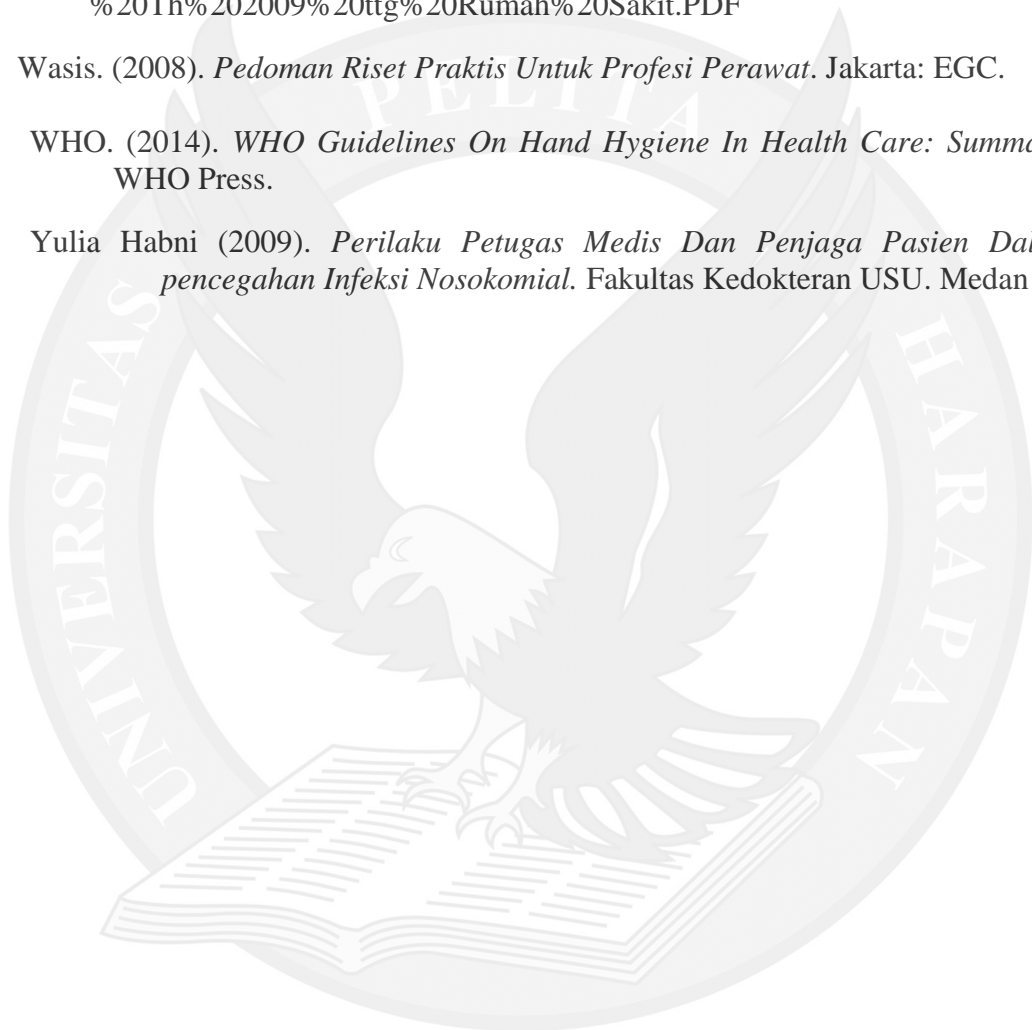 %20Th%202009%20ttg%20Rumah%20Sakit.PDF
Wasis. (2008). Pedoman Riset Praktis Untuk Profesi Perawat. Jakarta: EGC.
WHO. (2014). WHO Guidelines On Hand Hygiene In Health Care:
WHO Press.
Yulia Habni (2009). Perilaku Petugas Medis Dan Penjaga Pasien
pencegahan Infeksi Nosokomial. Fakultas Kedokteran USU. Medan
UNIVERSITAS PELITA HARAPAN